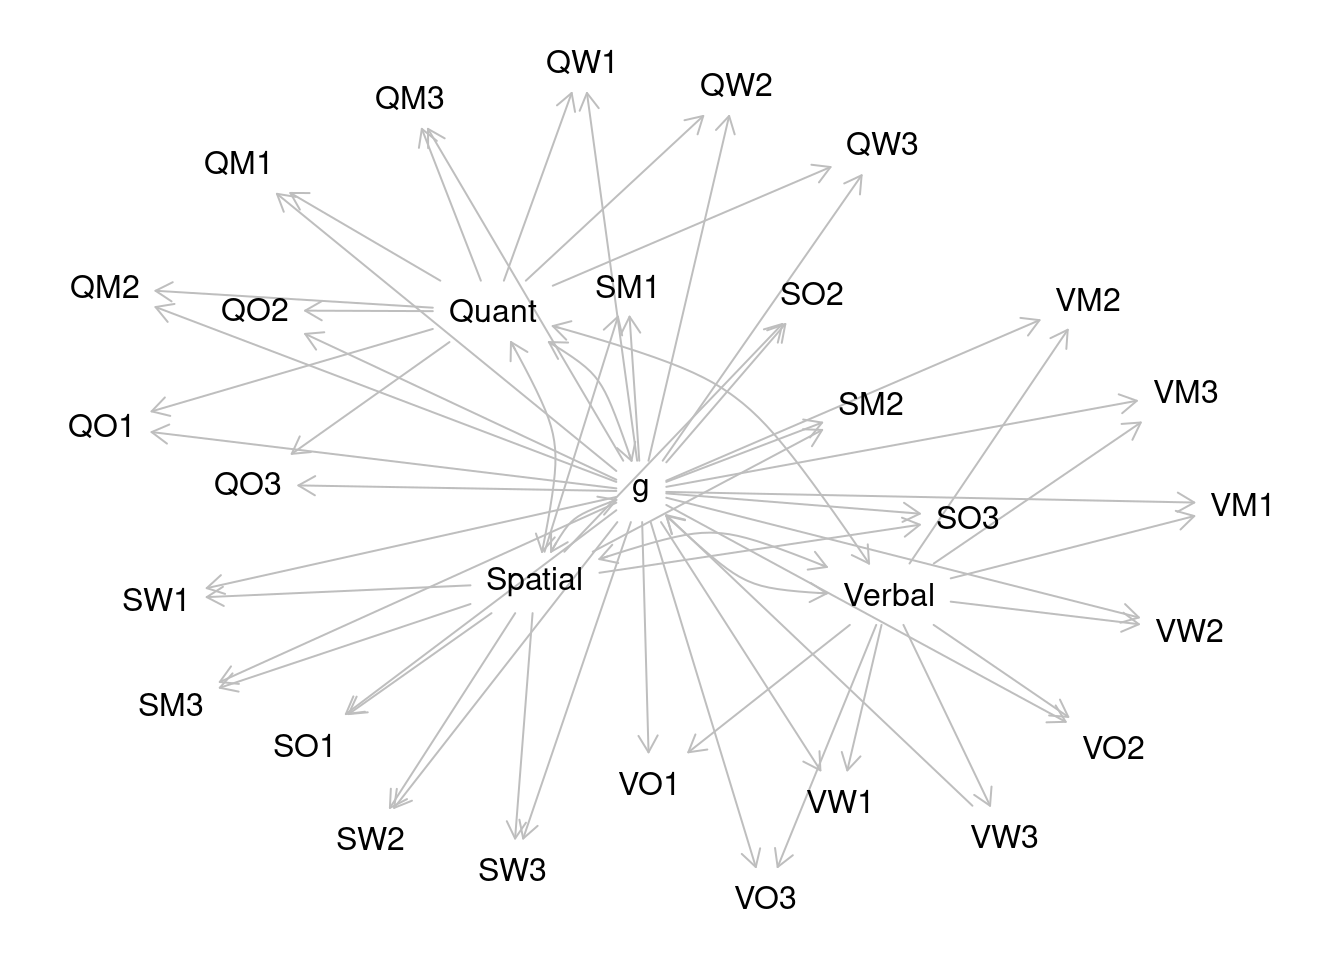 QW1
QW2
QM3
QW3
QM1
QM2
SM1
SO2
VM2
QO2
Quant
VM3
SM2
QO1
QO3
g
VM1
SO3
Spatial
Verbal
SW1
VW2
SM3
SO1
VO2
VO1
VW1
SW2
VW3
SW3
VO3